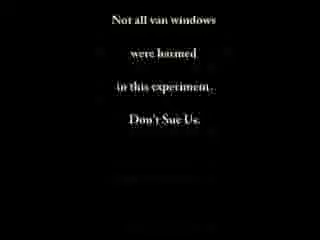 Not all van windows
were harmed
in this experiment.
Don't Sue Us.